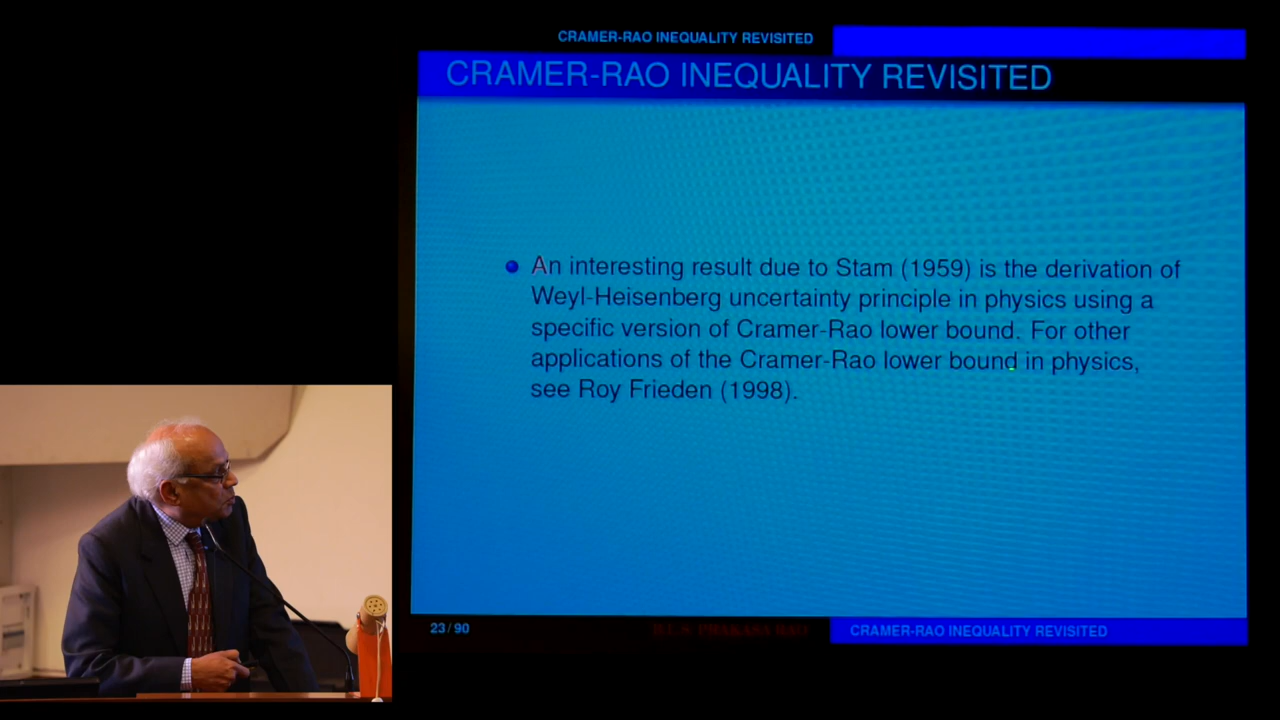 CRAMER-RAO INEQUALITY REVISITED
CRAMER-RAO INEQUALITY REVISITED
An interesting result due to Stam (1959) is the derivation of
Weyl-Heisenberg uncertainty principle in physics using a
specific version of Cramer-Rao lower bound. For other
applications of the Cramer-Rao lower bound in physics,
see Roy Frieden (1998).
23/90
B.L.S. PRAKASA RAO
CRAMER-RAO INEQUALITY REVISITED